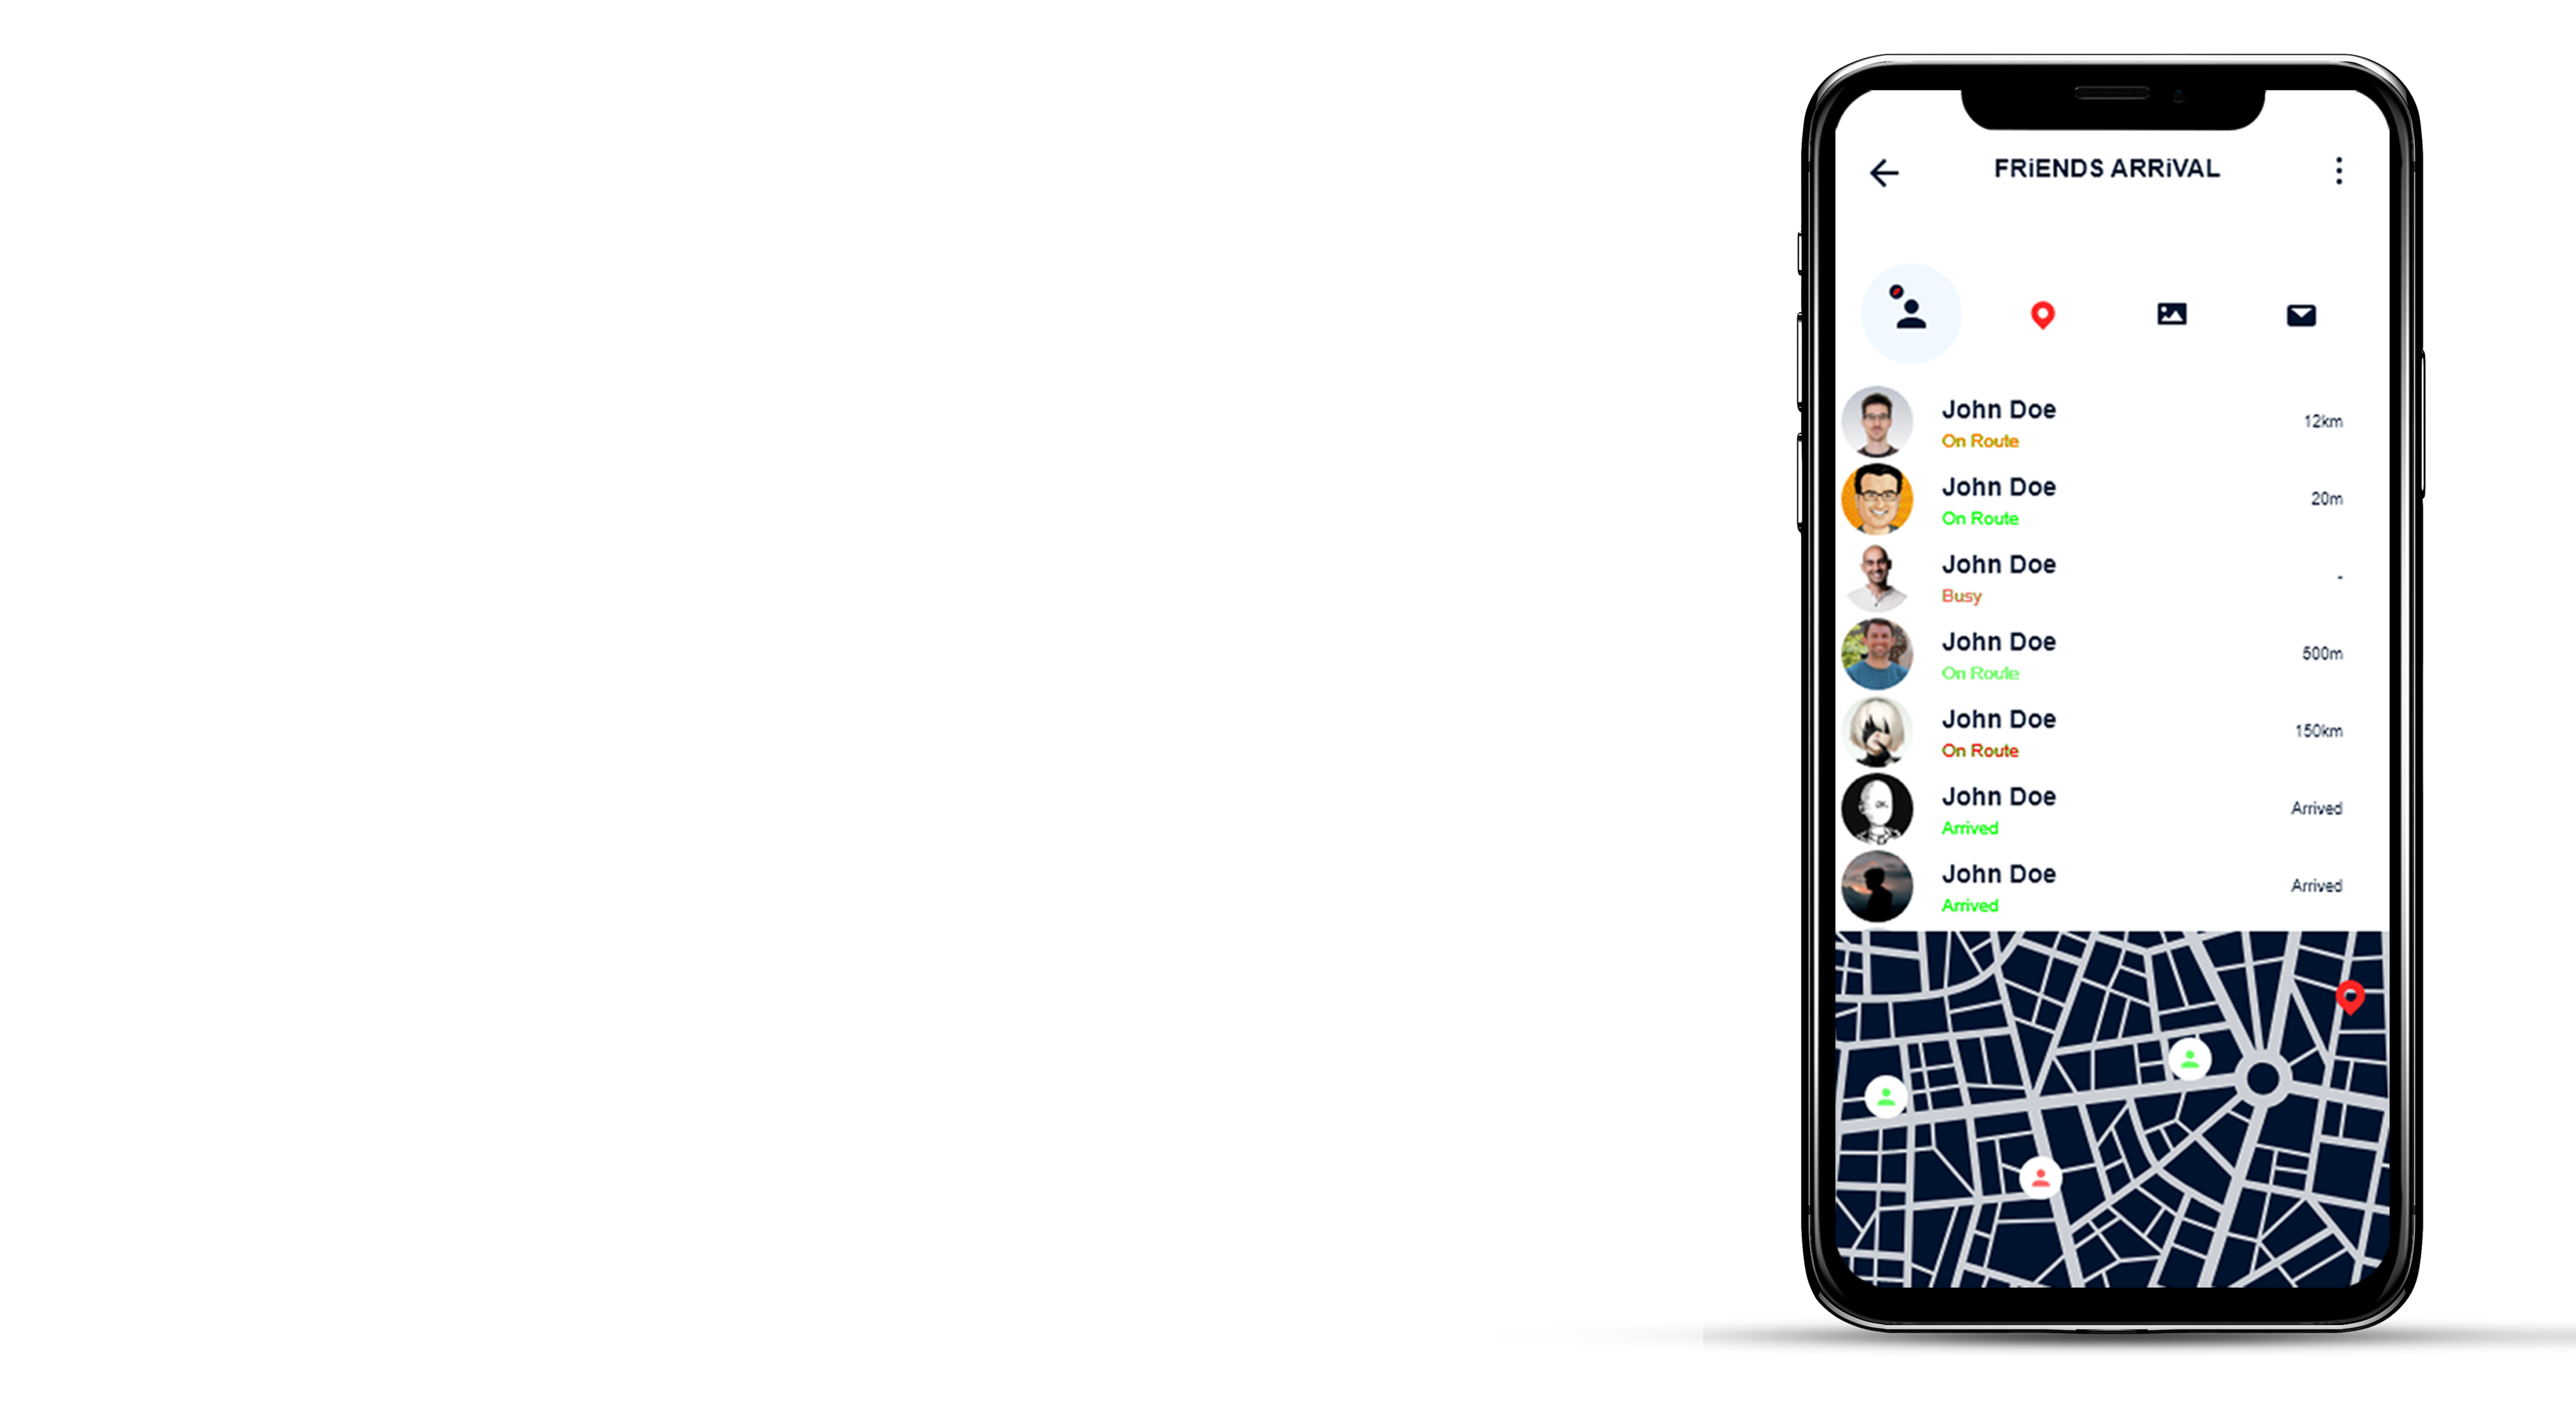 FRiENDS ARRiVAL
John Doe
On Route
12km
John Doe
On Route
20m
John Doe
Busy
-
John Doe
On Route
500m
John Doe
On Route
150km
John Doe
Arrived
Arrived
John Doe
Arrived
Arrived